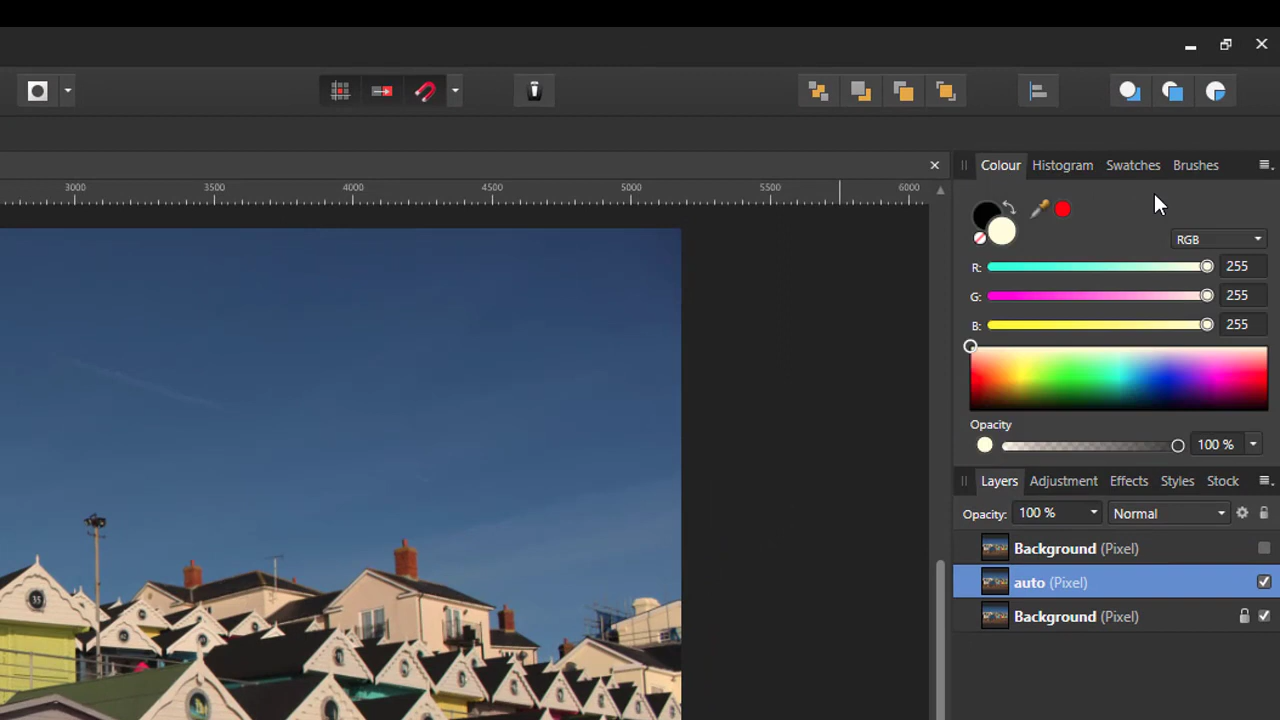 Colour Histogram Swatches Brushes
3000 3500 4000 4500 5000 5500 6000
RGB
R: 255
G: 255
B: 255
Opacity
100 %
Layers Adjustment Effects Styles Stock
Opacity: 100 % Normal
Background (Pixel)
auto (Pixel)
Background (Pixel)
35